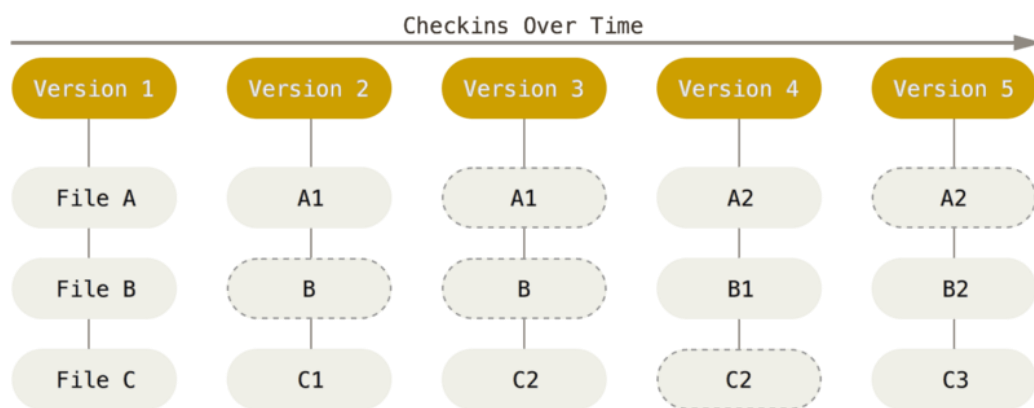 Checkins Over Time
Version 1 Version 2 Version 3 Version 4 Version 5
File A A1 A1 A2 A2
File B B B B1 B2
File C C1 C2 C2 C3